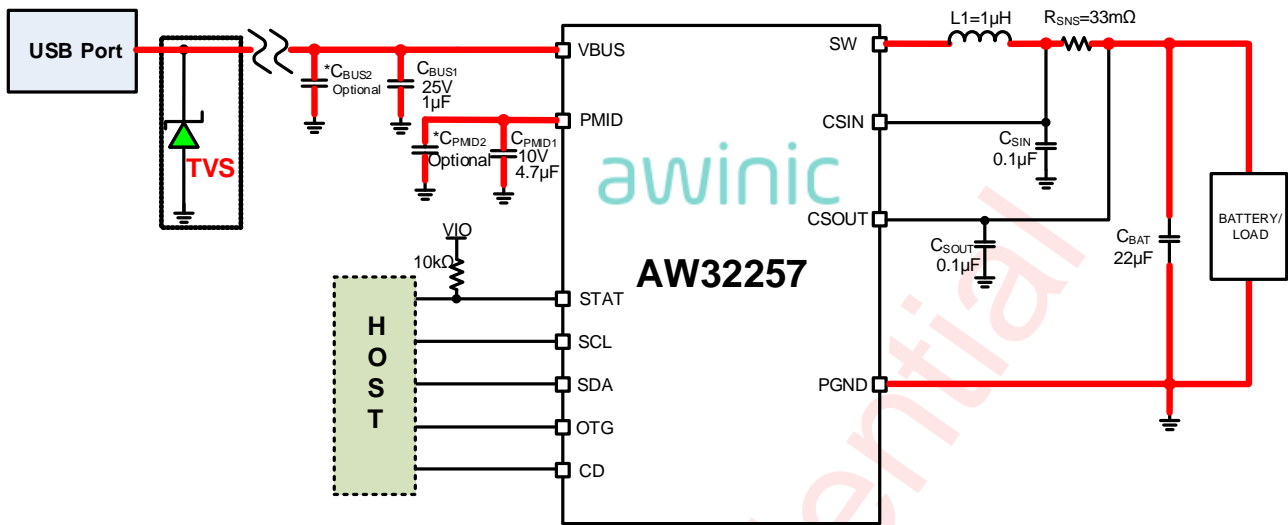 USB Port
TVS
*CBUS2
Optional
CBUS1
25V
1µF
*CPMID2
Optional
CPMID1
10V
4.7µF
VIO
10kΩ
HOST
VBUS
PMID
STAT
SCL
SDA
OTG
CD
awinic
AW32257
SW
CSIN
CSOUT
PGND
L1=1µH
RSNS=33mΩ
CSIN
0.1µF
CSOUT
0.1µF
CBAT
22µF
BATTERY/
LOAD
ential